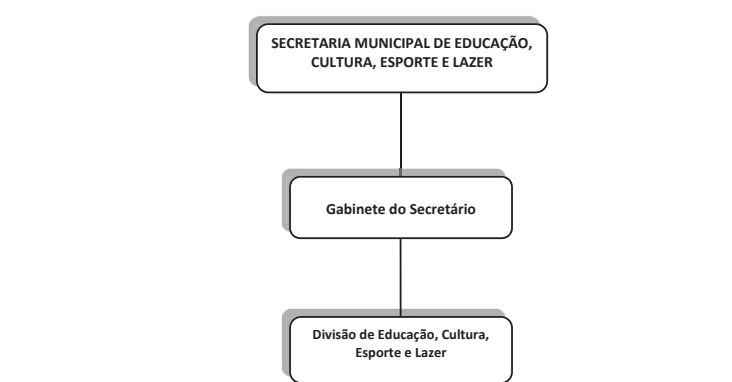 SECRETARIA MUNICIPAL DE EDUCAÇÃO,
CULTURA, ESPORTE E LAZER
Gabinete do Secretário
Divisão de Educação, Cultura,
Esporte e Lazer